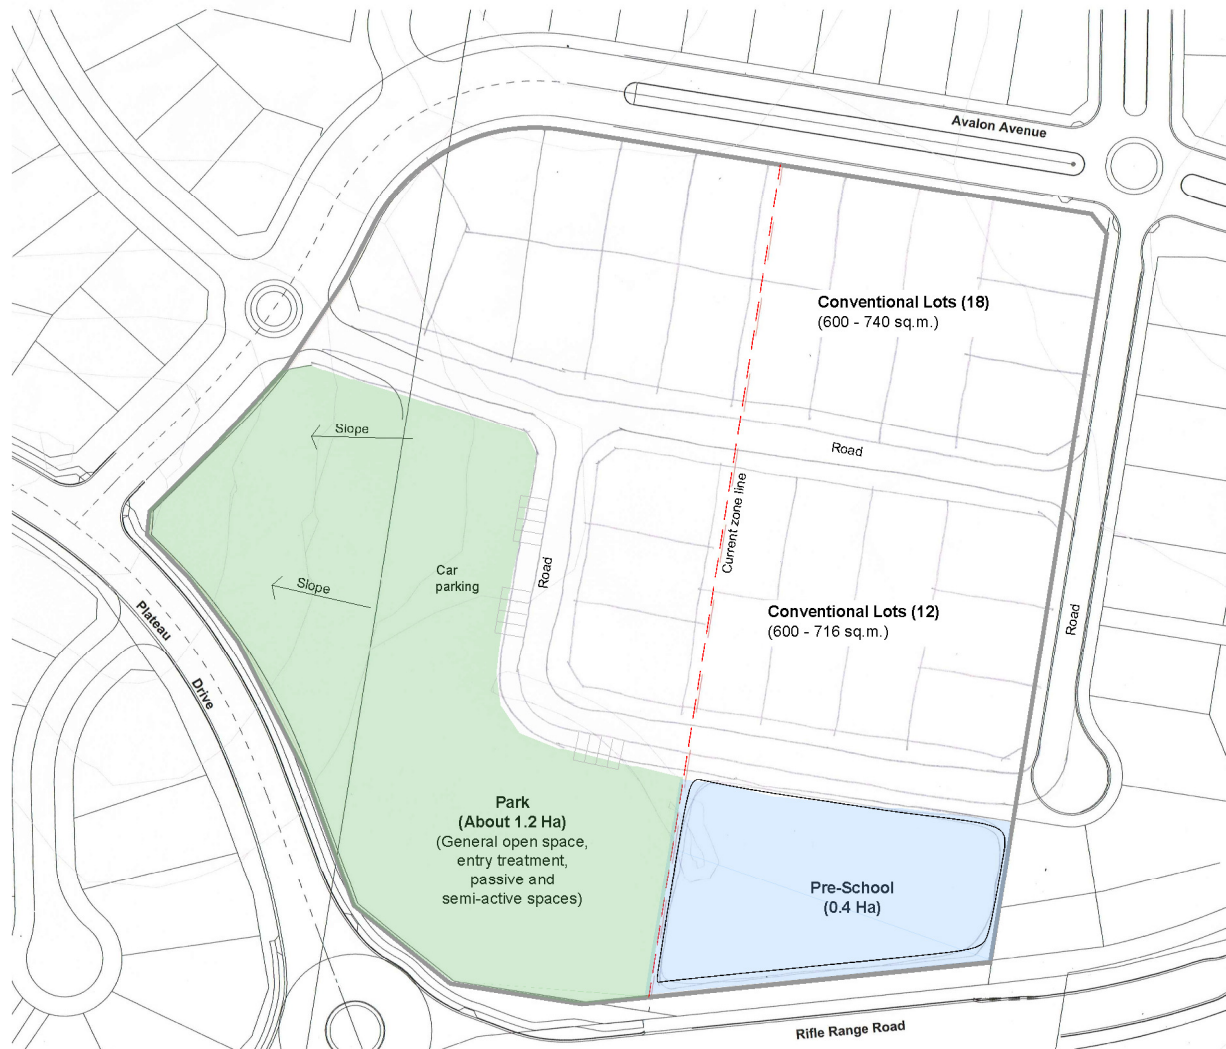 Avalon Avenue
Conventional Lots (18)
(600 - 740 sq.m.)
Slope
Road
Current zone line
Slope
Car
parking
Road
Conventional Lots (12)
(600 - 716 sq.m.)
Road
Plateau
Drive
Park
(About 1.2 Ha)
(General open space,
entry treatment,
passive and
semi-active spaces)
Pre-School
(0.4 Ha)
Rifle Range Road